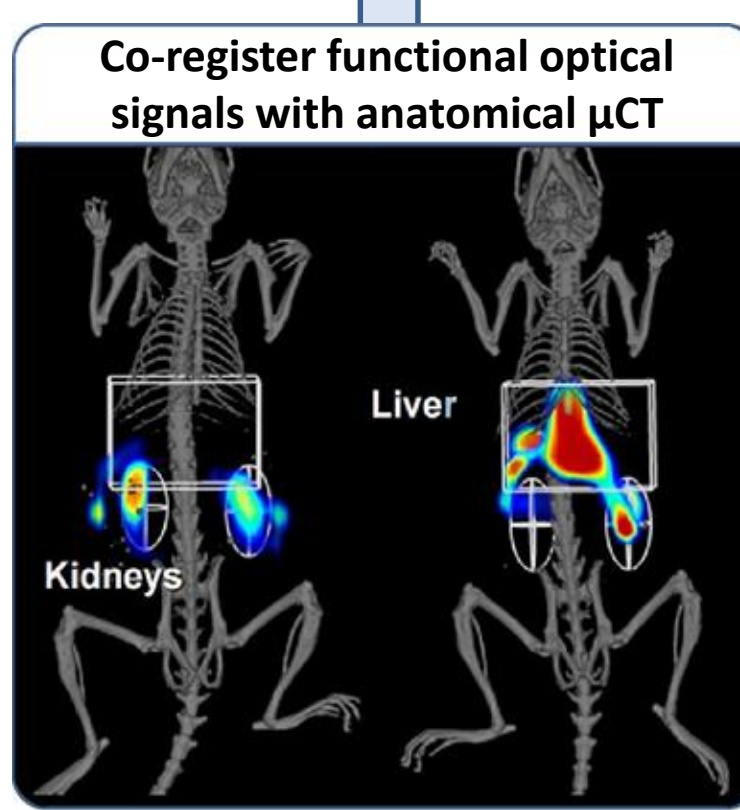 Co-register functional optical
signals with anatomical µCT
Liver
Kidneys